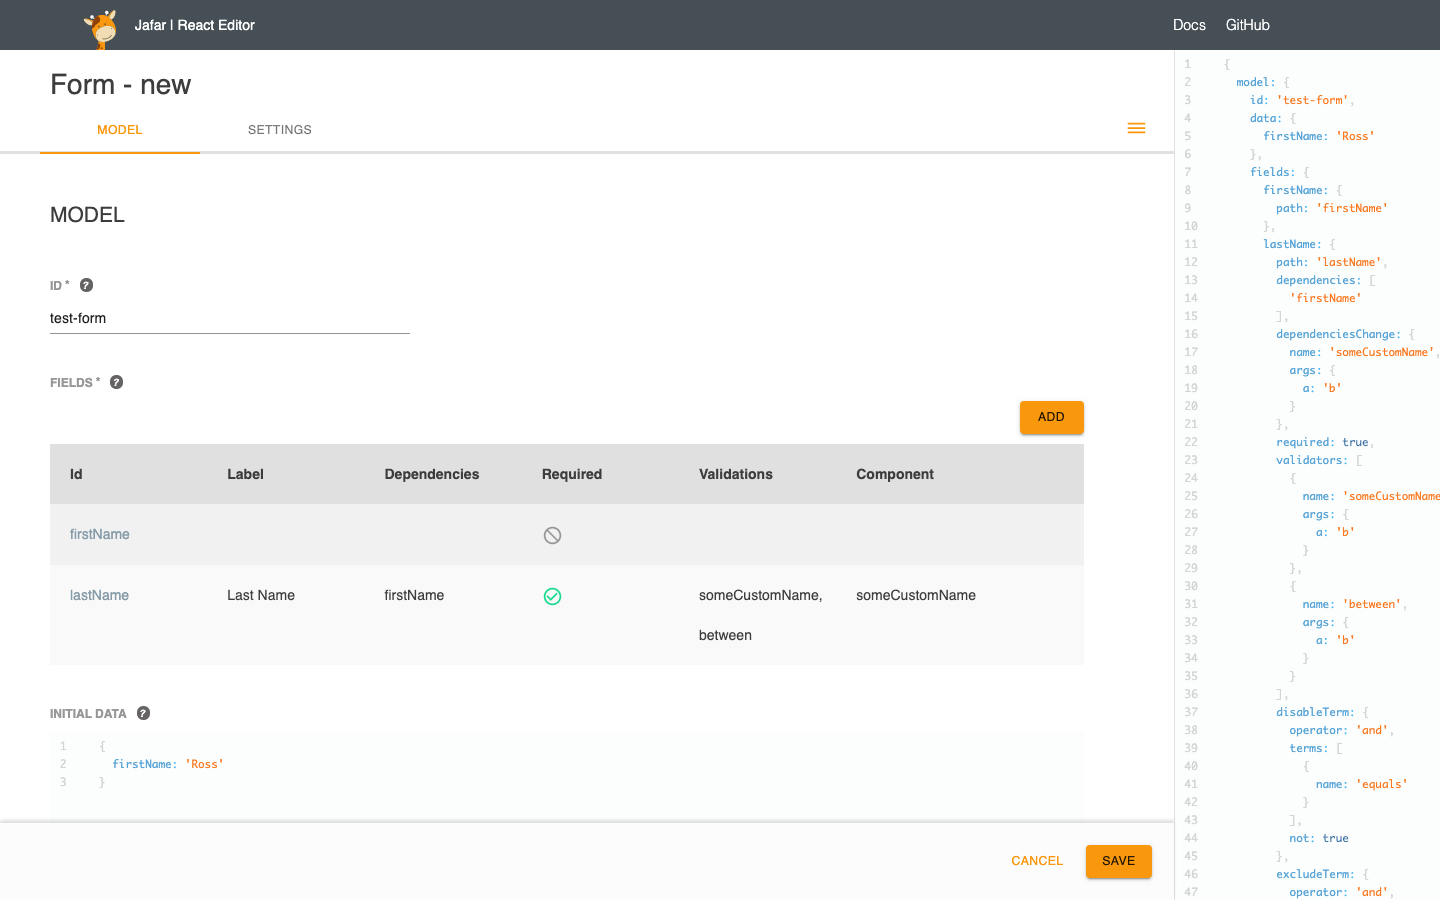 Jafar | React Editor
Docs GitHub
Form - new
MODEL SETTINGS
MODEL
ID * ?
test-form
FIELDS * ?
ADD
Id Label Dependencies Required Validations Component
firstName
lastName Last Name firstName someCustomName, someCustomName
between
INITIAL DATA ?
1 {
2 firstName: 'Ross'
3 }
CANCEL SAVE
1 {
2 model: {
3 id: 'test-form',
4 data: {
5 firstName: 'Ross'
6 },
7 fields: {
8 firstName: {
9 path: 'firstName'
10 },
11 lastName: {
12 path: 'lastName',
13 dependencies: [
14 'firstName'
15 ],
16 dependenciesChange: {
17 name: 'someCustomName',
18 args: {
19 a: 'b'
20 }
21 },
22 required: true,
23 validators: [
24 {
25 name: 'someCustomName
26 args: {
27 a: 'b'
28 }
29 },
30 {
31 name: 'between',
32 args: {
33 a: 'b'
34 }
35 }
36 ],
37 disableTerm: {
38 operator: 'and',
39 terms: [
40 {
41 name: 'equals'
42 }
43 ],
44 not: true
45 },
46 excludeTerm: {
47 operator: 'and',